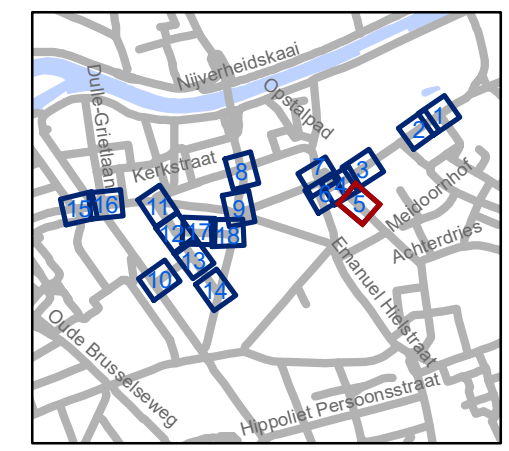 Nijverheidskaai
Dulle-Grietlaan
Opstalpad
Kerkstraat
1
2
3
4
5
6
7
8
9
10
11
12
13
14
15
16
17
18
Meidoornhof
Achterdries
Emanuel Hielstraat
Oude Brusselseweg
Hippoliet Persoonsstraat